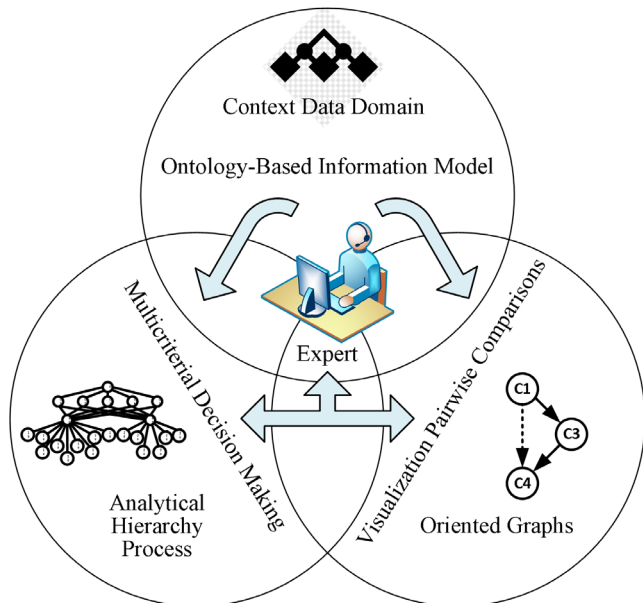 Context Data Domain
Ontology-Based Information Model
Multicriterial Decision Making
Expert
Visualization Pairwise Comparisons
C1
C3
C4
Analytical
Hierarchy
Process
Oriented Graphs